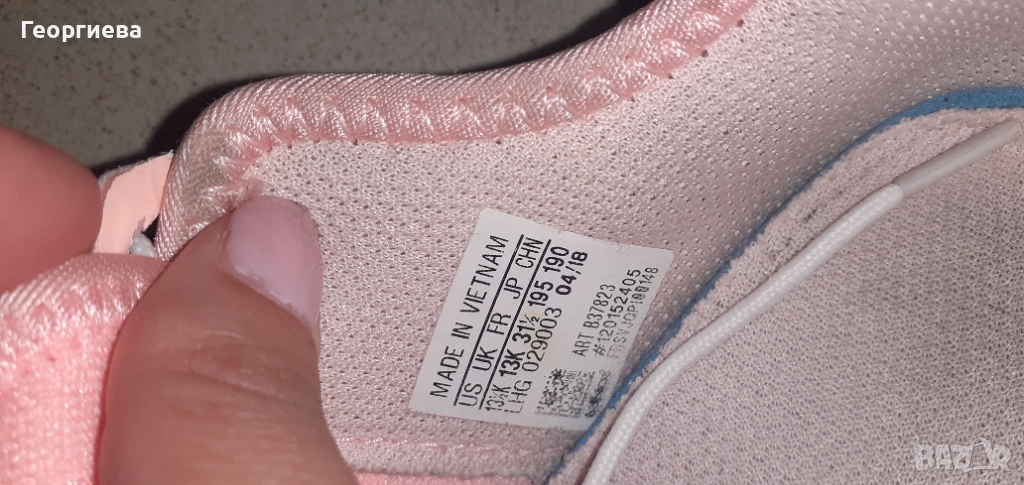 Георгиева
MADE IN VIETNAM
US UK FR JP CHN
13½K 13K 31½ 195 190
LHG 029003 04/18
ART B37823
#120152405
BAZAR